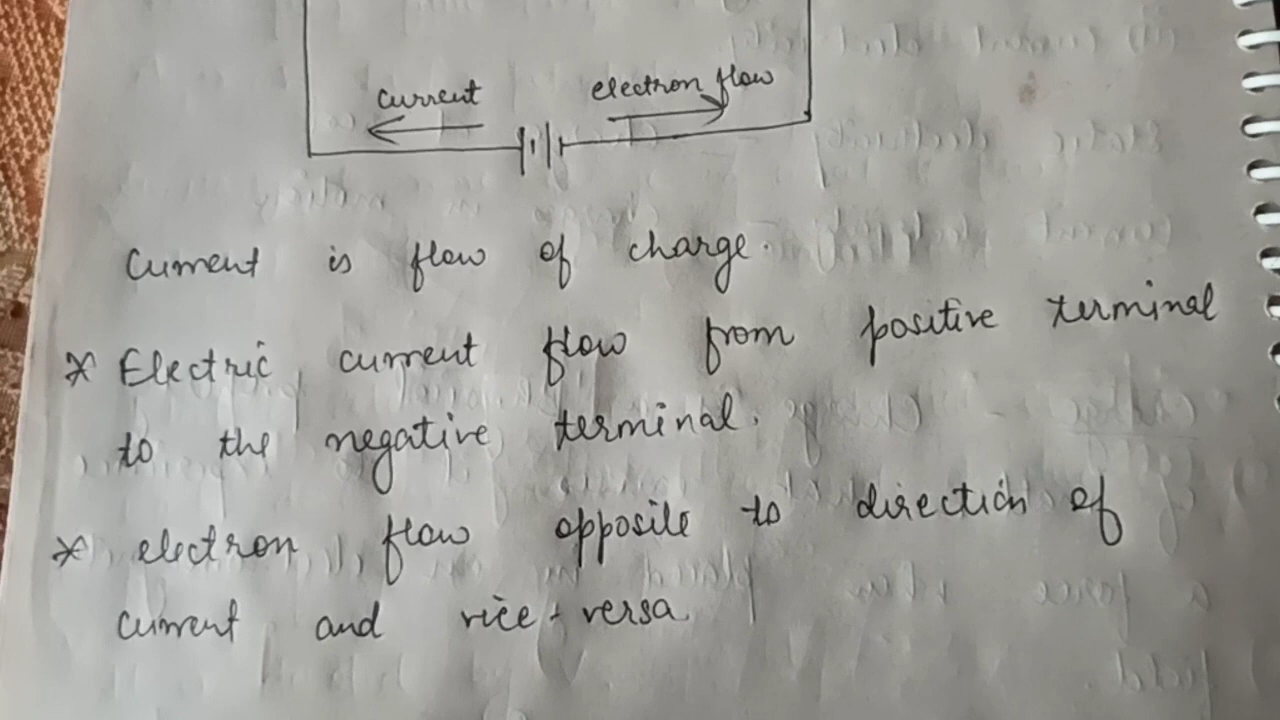 current
electron flow
Current is flow of charge.
* Electric current flow from positive terminal
to the negative terminal.
* electron flow opposite to direction of
current and vice-versa